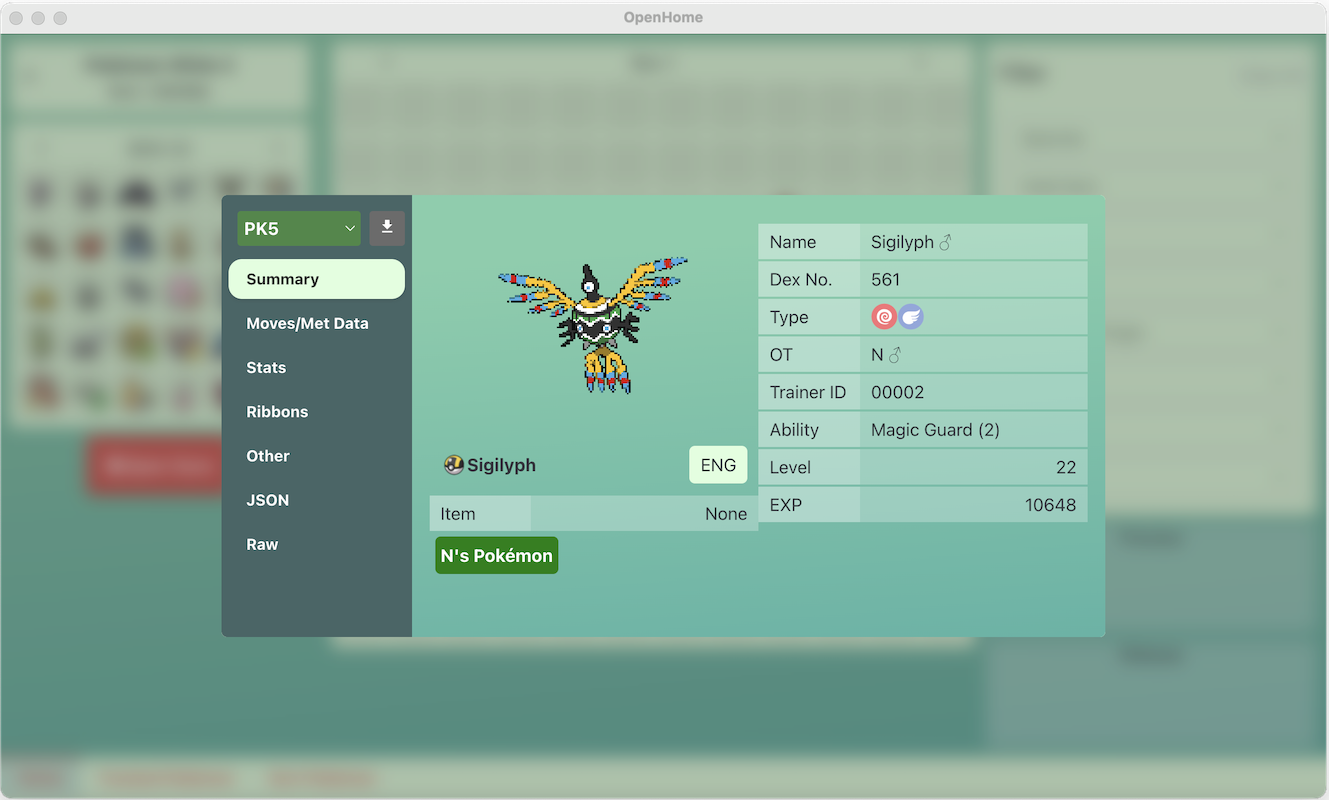 OpenHome
PK5
Summary
Moves/Met Data
Stats
Ribbons
Other
JSON
Raw
Sigilyph
ENG
Item None
N's Pokémon
Name Sigilyph ♂
Dex No. 561
Type
OT N ♂
Trainer ID 00002
Ability Magic Guard (2)
Level 22
EXP 10648